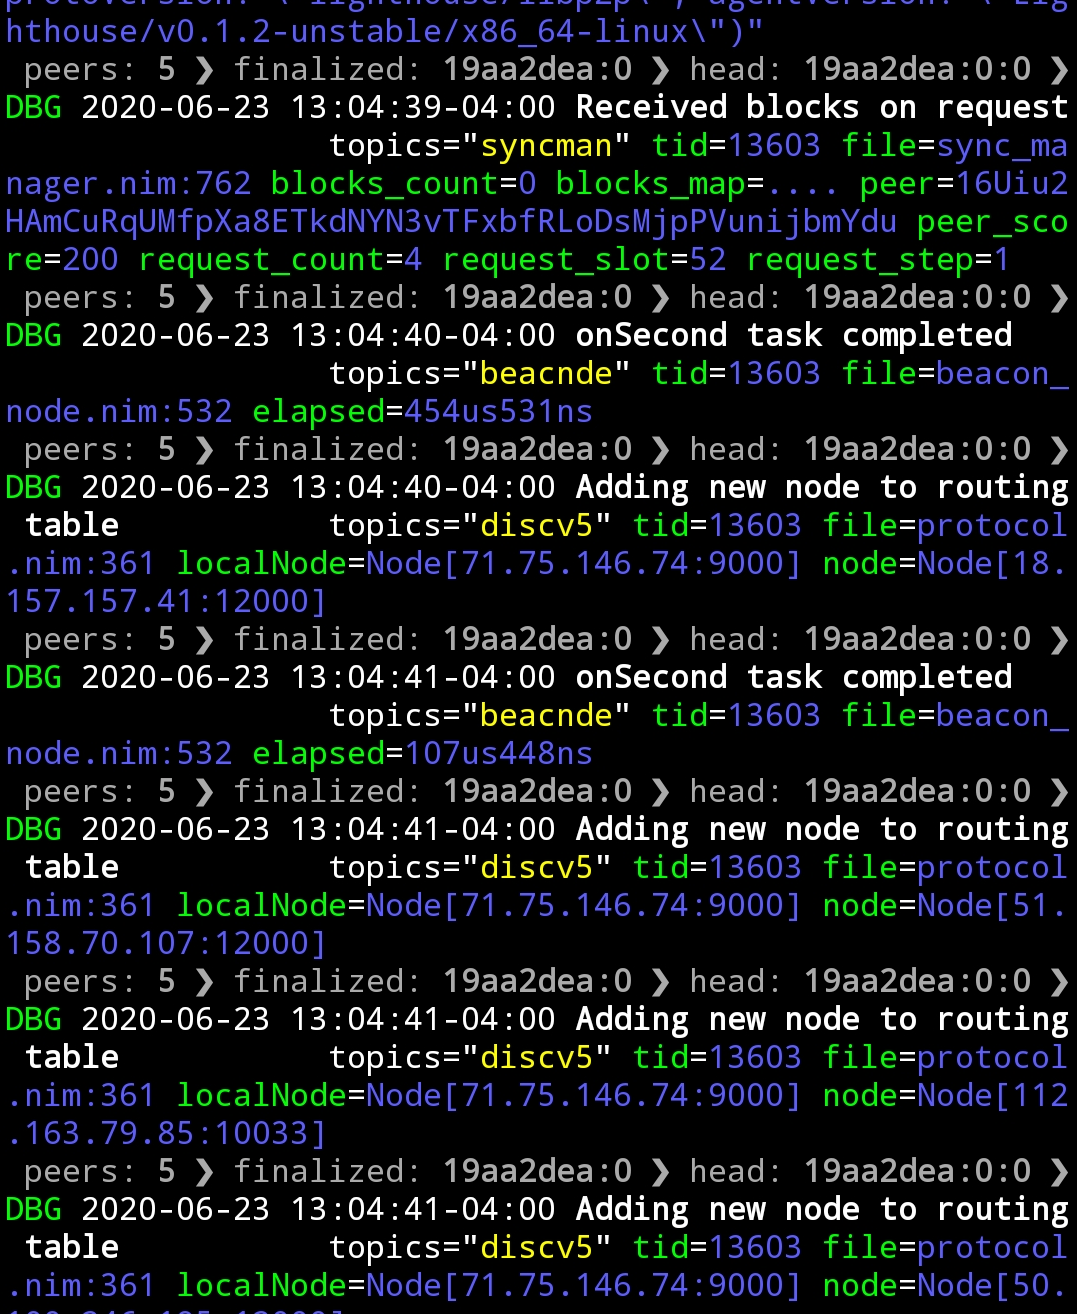 protoversion: \"lighthouse/libp2p\", agentversion: \"Lig
hthouse/v0.1.2-unstable/x86_64-linux\")"
peers: 5 ❯ finalized: 19aa2dea:0 ❯ head: 19aa2dea:0:0 ❯
DBG 2020-06-23 13:04:39-04:00 Received blocks on request
topics="syncman" tid=13603 file=sync_ma
nager.nim:762 blocks_count=0 blocks_map=.... peer=16Uiu2
HAmCuRqUMfpXa8ETkdNYN3vTFxbfRLoDsMjpPVunijbmYdu peer_sco
re=200 request_count=4 request_slot=52 request_step=1
peers: 5 ❯ finalized: 19aa2dea:0 ❯ head: 19aa2dea:0:0 ❯
DBG 2020-06-23 13:04:40-04:00 onSecond task completed
topics="beacnde" tid=13603 file=beacon_
node.nim:532 elapsed=454us531ns
peers: 5 ❯ finalized: 19aa2dea:0 ❯ head: 19aa2dea:0:0 ❯
DBG 2020-06-23 13:04:40-04:00 Adding new node to routing
table topics="discv5" tid=13603 file=protocol
.nim:361 localNode=Node[71.75.146.74:9000] node=Node[18.
157.157.41:12000]
peers: 5 ❯ finalized: 19aa2dea:0 ❯ head: 19aa2dea:0:0 ❯
DBG 2020-06-23 13:04:41-04:00 onSecond task completed
topics="beacnde" tid=13603 file=beacon_
node.nim:532 elapsed=107us448ns
peers: 5 ❯ finalized: 19aa2dea:0 ❯ head: 19aa2dea:0:0 ❯
DBG 2020-06-23 13:04:41-04:00 Adding new node to routing
table topics="discv5" tid=13603 file=protocol
.nim:361 localNode=Node[71.75.146.74:9000] node=Node[51.
158.70.107:12000]
peers: 5 ❯ finalized: 19aa2dea:0 ❯ head: 19aa2dea:0:0 ❯
DBG 2020-06-23 13:04:41-04:00 Adding new node to routing
table topics="discv5" tid=13603 file=protocol
.nim:361 localNode=Node[71.75.146.74:9000] node=Node[112
.163.79.85:10033]
peers: 5 ❯ finalized: 19aa2dea:0 ❯ head: 19aa2dea:0:0 ❯
DBG 2020-06-23 13:04:41-04:00 Adding new node to routing
table topics="discv5" tid=13603 file=protocol
.nim:361 localNode=Node[71.75.146.74:9000] node=Node[50.